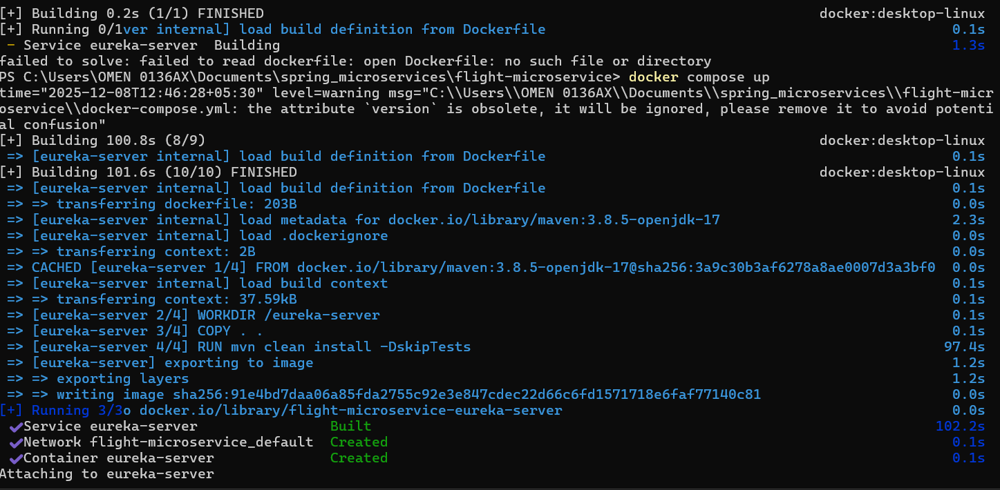 [+] Building 0.2s (1/1) FINISHED docker:desktop-linux
[+] Running 0/1ver internal] load build definition from Dockerfile 0.1s
- Service eureka-server Building 1.3s
failed to solve: failed to read dockerfile: open Dockerfile: no such file or directory
PS C:\Users\OMEN 0136AX\Documents\spring_microservices\flight-microservice> docker compose up
time="2025-12-08T12:46:28+05:30" level=warning msg="C:\\Users\\OMEN 0136AX\\Documents\\spring_microservices\\flight-micr
oservice\\docker-compose.yml: the attribute `version` is obsolete, it will be ignored, please remove it to avoid potenti
al confusion"
[+] Building 100.8s (8/9) docker:desktop-linux
=> [eureka-server internal] load build definition from Dockerfile 0.1s
[+] Building 101.6s (10/10) FINISHED docker:desktop-linux
=> [eureka-server internal] load build definition from Dockerfile 0.1s
=> => transferring dockerfile: 203B 0.0s
=> [eureka-server internal] load metadata for docker.io/library/maven:3.8.5-openjdk-17 2.3s
=> [eureka-server internal] load .dockerignore 0.0s
=> => transferring context: 2B 0.0s
=> CACHED [eureka-server 1/4] FROM docker.io/library/maven:3.8.5-openjdk-17@sha256:3a9c30b3af6278a8ae0007d3a3bf0 0.0s
=> [eureka-server internal] load build context 0.1s
=> => transferring context: 37.59kB 0.1s
=> [eureka-server 2/4] WORKDIR /eureka-server 0.1s
=> [eureka-server 3/4] COPY . . 0.1s
=> [eureka-server 4/4] RUN mvn clean install -DskipTests 97.4s
=> [eureka-server] exporting to image 1.2s
=> => exporting layers 1.2s
=> => writing image sha256:91e4bd7daa06a85fda2755c92e3e847cdec22d66c6fd1571718e6faf77140c81 0.0s
[+] Running 3/3o docker.io/library/flight-microservice-eureka-server 0.0s
✔Service eureka-server Built 102.2s
✔Network flight-microservice_default Created 0.1s
✔Container eureka-server Created 0.1s
Attaching to eureka-server